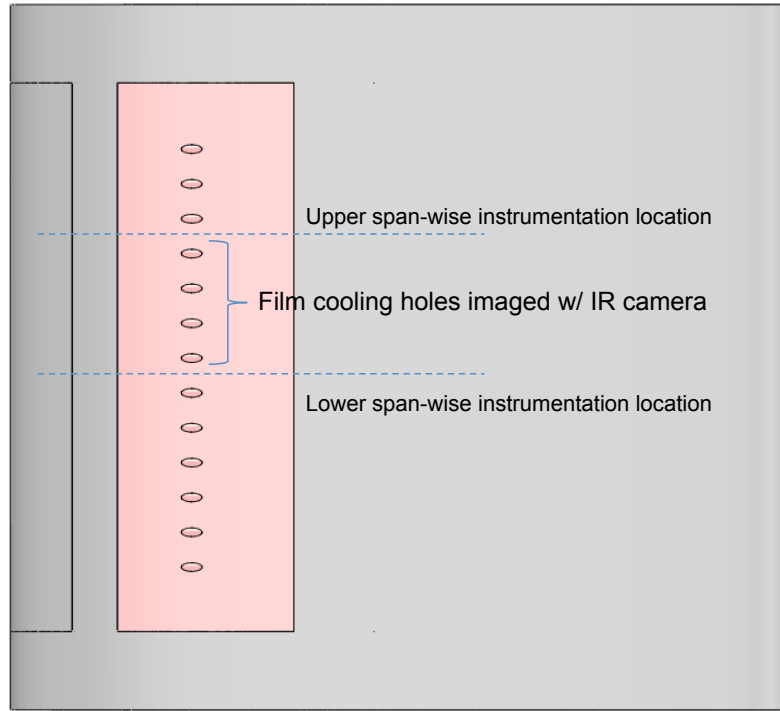 Upper span-wise instrumentation location
Film cooling holes imaged w/ IR camera
Lower span-wise instrumentation location